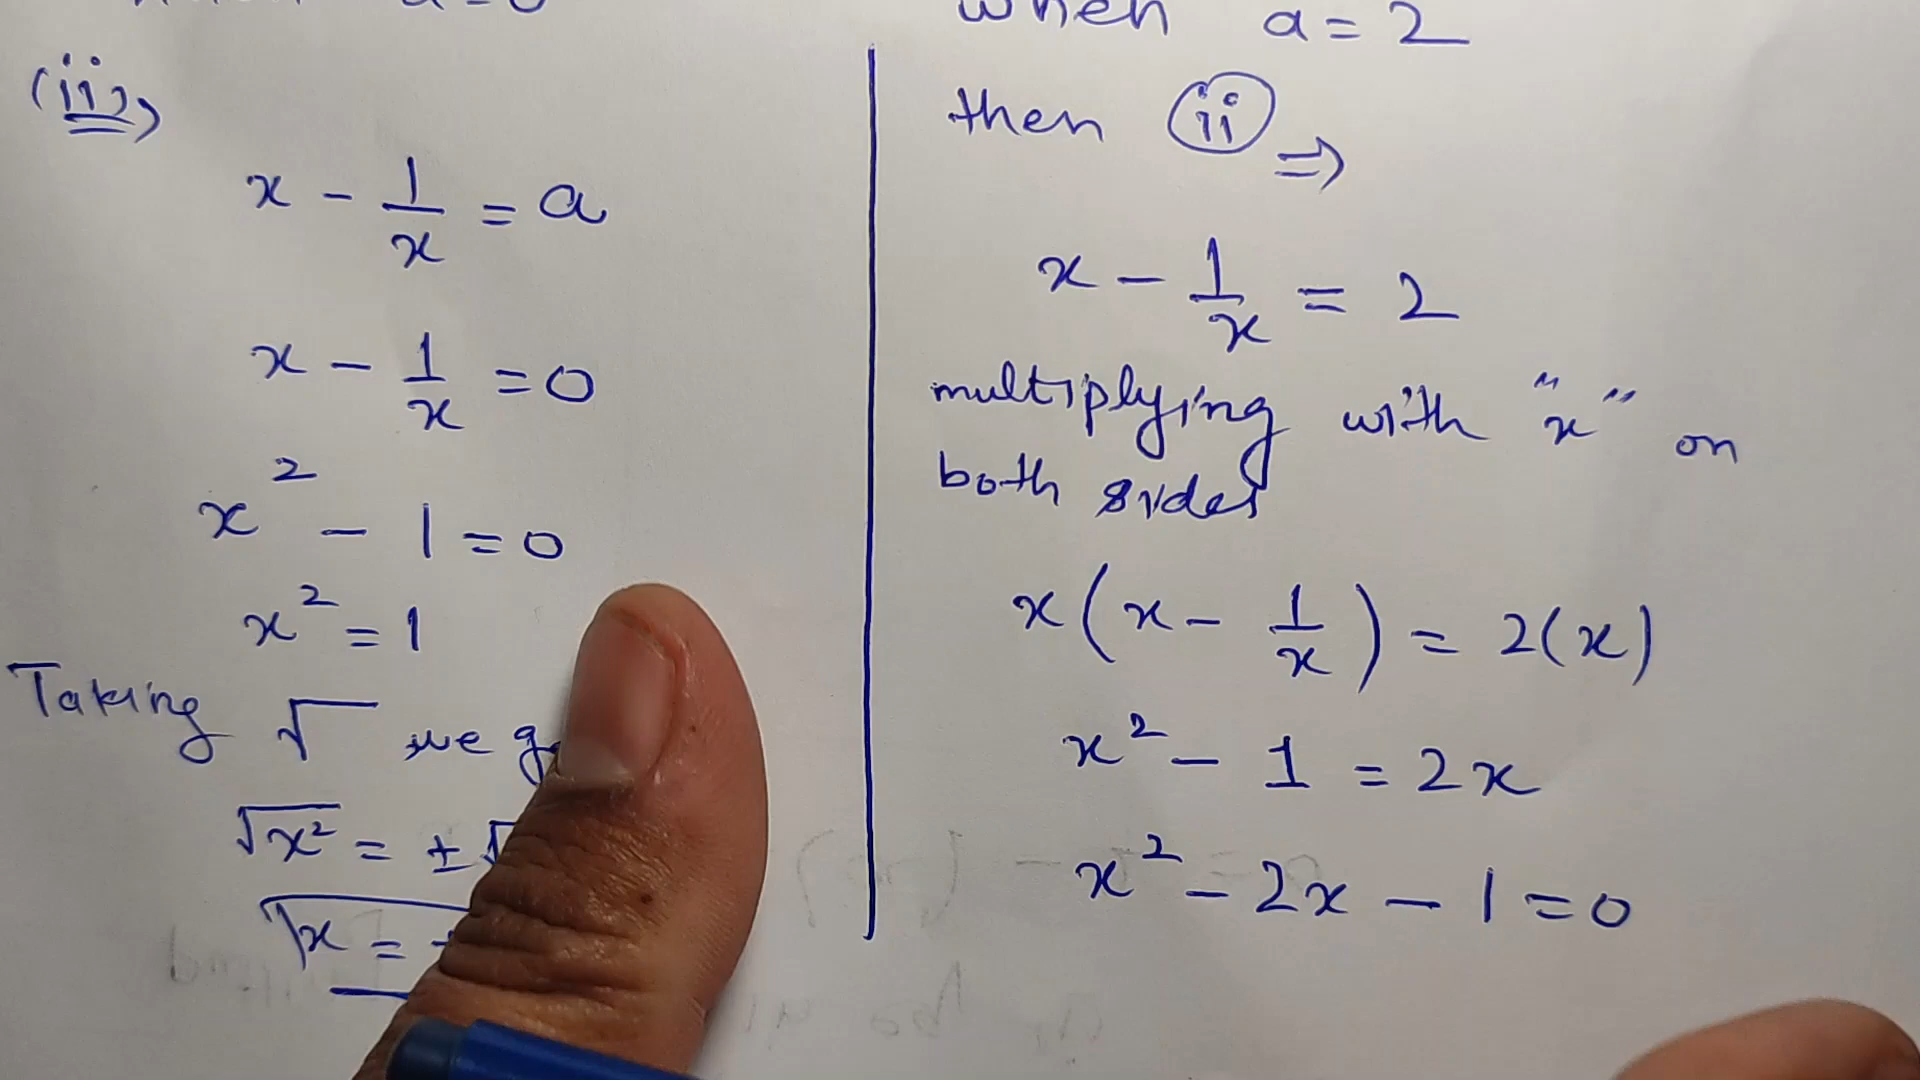 a=0
(ii)⇒
x - 1/x = a
x - 1/x = 0
x² - 1 = 0
x² = 1
Taking √ we
√x² = ±
x =
when a = 2
then (ii) ⇒
x - 1/x = 2
multiplying with "x" on
both sides
x(x - 1/x) = 2(x)
x² - 1 = 2x
x² - 2x - 1 = 0